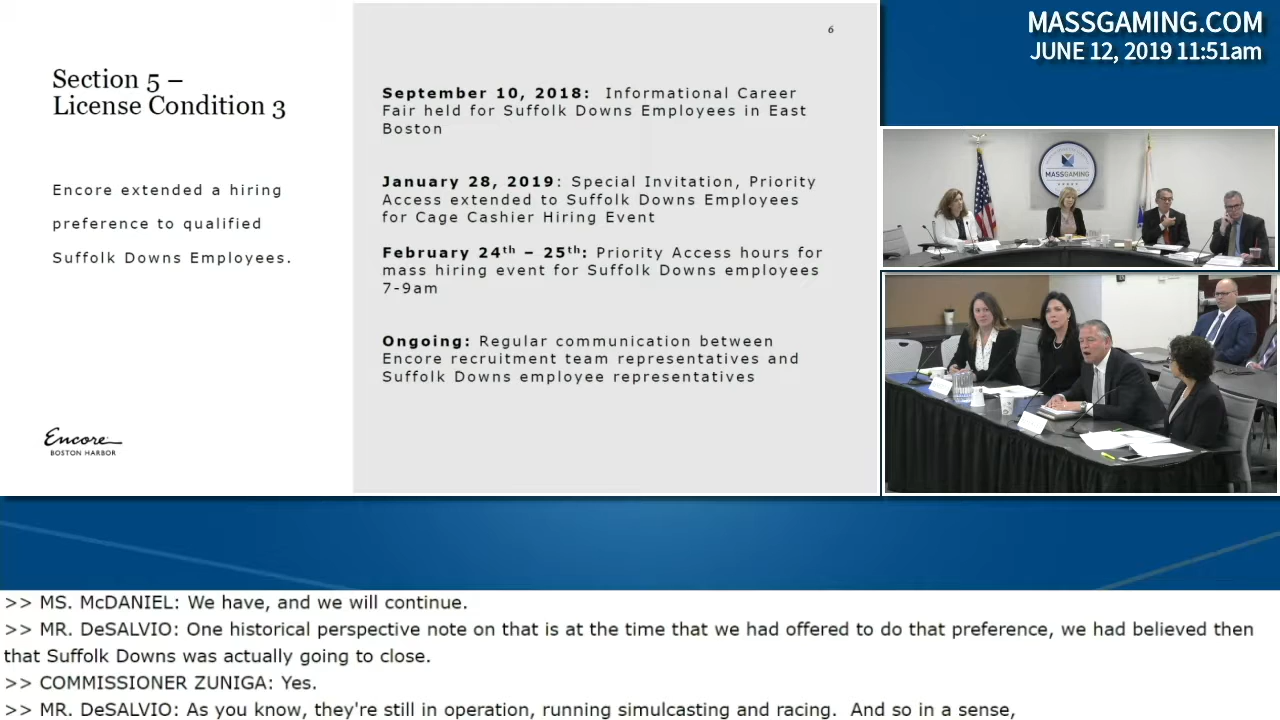 MASSGAMING.COM
JUNE 12, 2019 11:51am
6
Section 5 –
License Condition 3
Encore extended a hiring
preference to qualified
Suffolk Downs Employees.
Encore
BOSTON HARBOR
September 10, 2018: Informational Career
Fair held for Suffolk Downs Employees in East
Boston
January 28, 2019: Special Invitation, Priority
Access extended to Suffolk Downs Employees
for Cage Cashier Hiring Event
February 24th – 25th: Priority Access hours for
mass hiring event for Suffolk Downs employees
7-9am
Ongoing: Regular communication between
Encore recruitment team representatives and
Suffolk Downs employee representatives
MASSGAMING
>> MS. McDANIEL: We have, and we will continue.
>> MR. DeSALVIO: One historical perspective note on that is at the time that we had offered to do that preference, we had believed then
that Suffolk Downs was actually going to close.
>> COMMISSIONER ZUNIGA: Yes.
>> MR. DeSALVIO: As you know, they're still in operation, running simulcasting and racing.  And so in a sense,